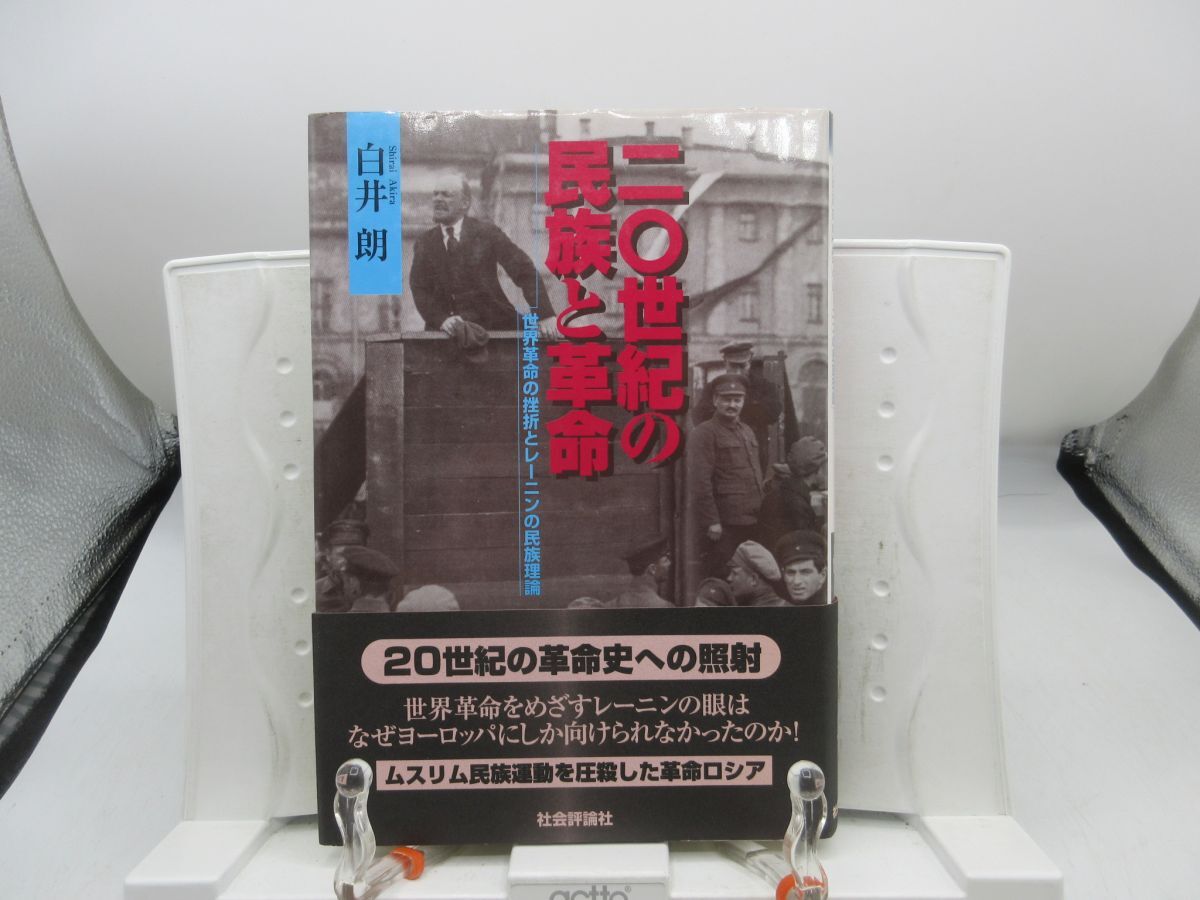 二〇世紀の
民族と革命
世界革命の挫折とレーニンの民族理論
Shirai Akira
白井 朗
20世紀の革命史への照射
世界革命をめざすレーニンの眼は
なぜヨーロッパにしか向けられなかったのか!
ムスリム民族運動を圧殺した革命ロシア
社会評論社
actto®